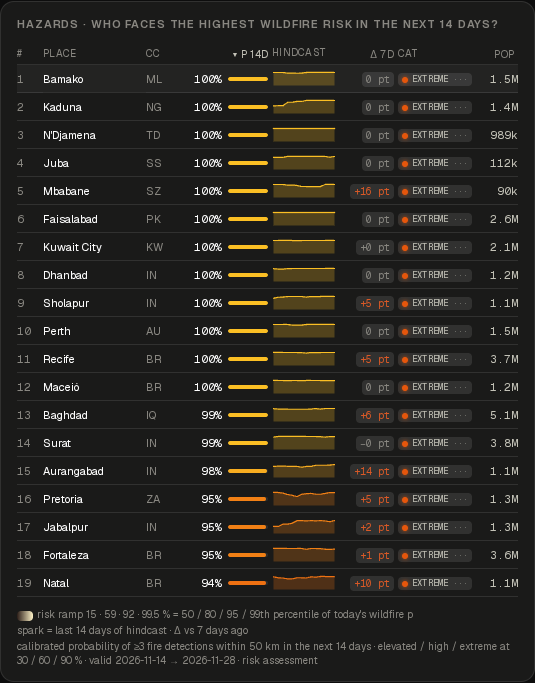 HAZARDS · WHO FACES THE HIGHEST WILDFIRE RISK IN THE NEXT 14 DAYS?
# PLACE CC ▼ P 14D HINDCAST Δ 7D CAT POP
1 Bamako ML 100% 0 pt EXTREME --- 1.5M
2 Kaduna NG 100% 0 pt EXTREME --- 1.4M
3 N'Djamena TD 100% 0 pt EXTREME --- 989k
4 Juba SS 100% 0 pt EXTREME --- 112k
5 Mbabane SZ 100% +16 pt EXTREME --- 90k
6 Faisalabad PK 100% 0 pt EXTREME --- 2.6M
7 Kuwait City KW 100% +0 pt EXTREME --- 2.1M
8 Dhanbad IN 100% 0 pt EXTREME --- 1.2M
9 Sholapur IN 100% +5 pt EXTREME --- 1.1M
10 Perth AU 100% 0 pt EXTREME --- 1.5M
11 Recife BR 100% +5 pt EXTREME --- 3.7M
12 Maceió BR 100% 0 pt EXTREME --- 1.2M
13 Baghdad IQ 99% +6 pt EXTREME --- 5.1M
14 Surat IN 99% −0 pt EXTREME --- 3.8M
15 Aurangabad IN 98% +14 pt EXTREME --- 1.1M
16 Pretoria ZA 95% +5 pt EXTREME --- 1.3M
17 Jabalpur IN 95% +2 pt EXTREME --- 1.3M
18 Fortaleza BR 95% +1 pt EXTREME --- 3.6M
19 Natal BR 94% +10 pt EXTREME --- 1.1M
risk ramp 15 · 59 · 92 · 99.5 % = 50 / 80 / 95 / 99th percentile of today's wildfire p
spark = last 14 days of hindcast · Δ vs 7 days ago
calibrated probability of ≥3 fire detections within 50 km in the next 14 days · elevated / high / extreme at
30 / 60 / 90 % · valid 2026-11-14 → 2026-11-28 · risk assessment